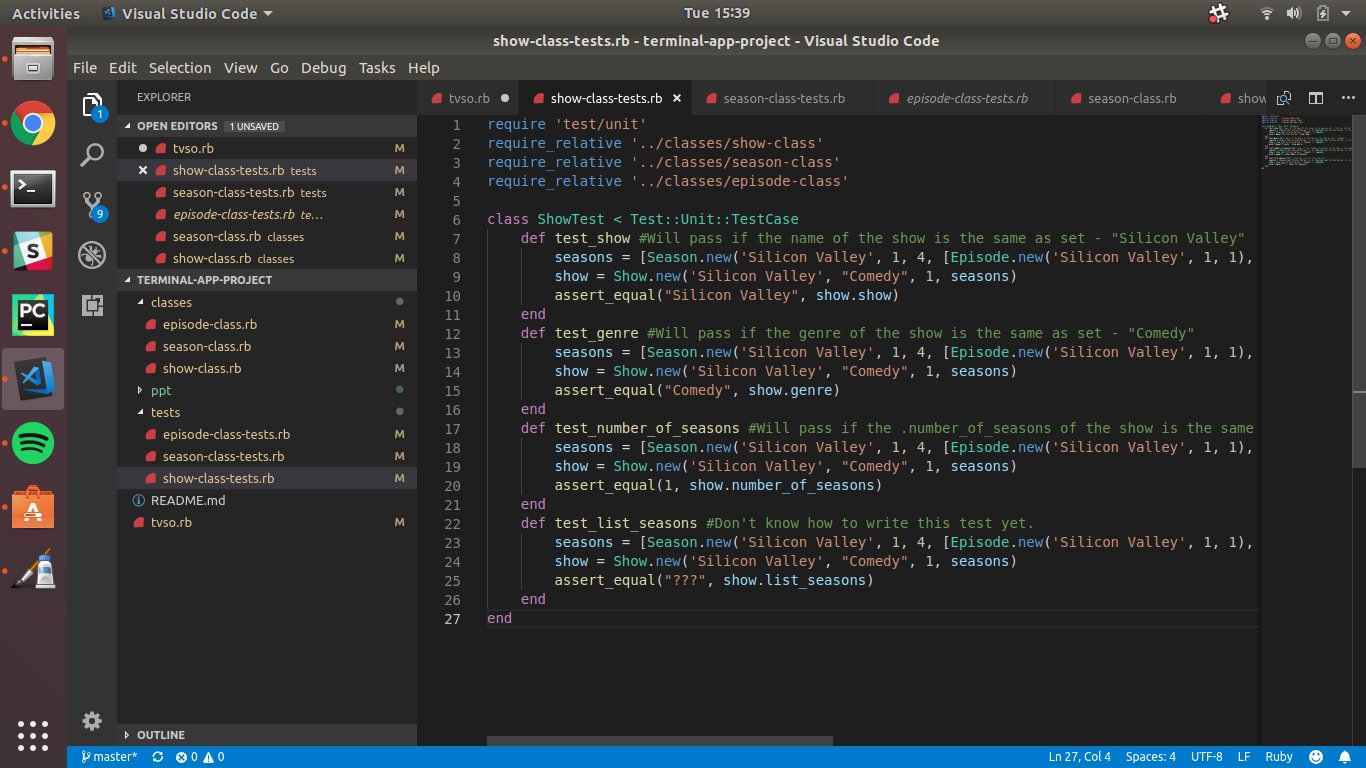 Activities Visual Studio Code Tue 15:39
show-class-tests.rb - terminal-app-project - Visual Studio Code
File Edit Selection View Go Debug Tasks Help
EXPLORER
OPEN EDITORS 1 UNSAVED
tvso.rb M
show-class-tests.rb tests M
season-class-tests.rb tests M
episode-class-tests.rb te... M
season-class.rb classes M
show-class.rb classes M
TERMINAL-APP-PROJECT
classes
episode-class.rb M
season-class.rb M
show-class.rb M
ppt
tests
episode-class-tests.rb M
season-class-tests.rb M
show-class-tests.rb M
README.md
tvso.rb M
OUTLINE
1
9
S
PC
A
tvso.rb show-class-tests.rb season-class-tests.rb episode-class-tests.rb season-class.rb show
1 require 'test/unit'
2 require_relative '../classes/show-class'
3 require_relative '../classes/season-class'
4 require_relative '../classes/episode-class'
5
6 class ShowTest < Test::Unit::TestCase
7 def test_show #Will pass if the name of the show is the same as set - "Silicon Valley"
8 seasons = [Season.new('Silicon Valley', 1, 4, [Episode.new('Silicon Valley', 1, 1),
9 show = Show.new('Silicon Valley', "Comedy", 1, seasons)
10 assert_equal("Silicon Valley", show.show)
11 end
12 def test_genre #Will pass if the genre of the show is the same as set - "Comedy"
13 seasons = [Season.new('Silicon Valley', 1, 4, [Episode.new('Silicon Valley', 1, 1),
14 show = Show.new('Silicon Valley', "Comedy", 1, seasons)
15 assert_equal("Comedy", show.genre)
16 end
17 def test_number_of_seasons #Will pass if the .number_of_seasons of the show is the same
18 seasons = [Season.new('Silicon Valley', 1, 4, [Episode.new('Silicon Valley', 1, 1),
19 show = Show.new('Silicon Valley', "Comedy", 1, seasons)
20 assert_equal(1, show.number_of_seasons)
21 end
22 def test_list_seasons #Don't know how to write this test yet.
23 seasons = [Season.new('Silicon Valley', 1, 4, [Episode.new('Silicon Valley', 1, 1),
24 show = Show.new('Silicon Valley', "Comedy", 1, seasons)
25 assert_equal("???", show.list_seasons)
26 end
27 end
master* 0 0 Ln 27, Col 4 Spaces: 4 UTF-8 LF Ruby